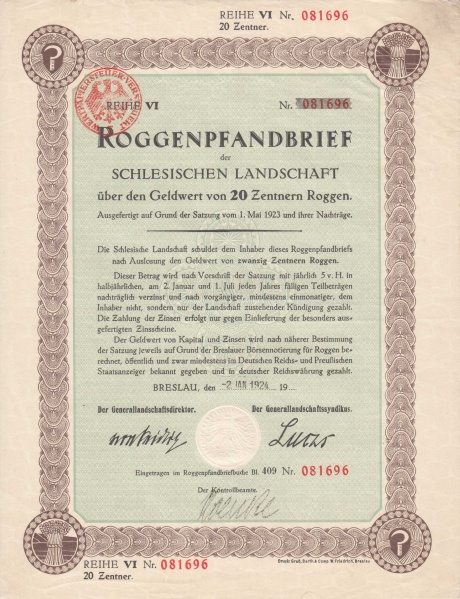 REIHE VI Nr. 081696
20 Zentner.
WERTPAPIERSTEUER-VERSTEUERT
REIHE VI Nr. 081696
ROGGENPFANDBRIEF
der
SCHLESISCHEN LANDSCHAFT
über den Geldwert von 20 Zentnern Roggen.
Ausgefertigt auf Grund der Satzung vom 1. Mai 1923 und ihrer Nachträge.
Die Schlesische Landschaft schuldet dem Inhaber dieses Roggenpfandbriefs
nach Auslosung den Geldwert von zwanzig Zentnern Roggen.
Dieser Betrag wird nach Vorschrift der Satzung mit jährlich 5 v. H. in
halbjährlichen, am 2. Januar und 1. Juli jeden Jahres fälligen Teilbeträgen
nachträglich verzinst und nach vorgängiger, mindestens einmonatiger, dem
Inhaber nicht, sondern nur der Landschaft zustehender Kündigung gezahlt.
Die Zahlung der Zinsen erfolgt nur gegen Einlieferung der besonders aus-
gefertigten Zinsscheine.
Der Geldwert von Kapital und Zinsen wird nach näherer Bestimmung
der Satzung jeweils auf Grund der Breslauer Börsennotierung für Roggen be-
rechnet, öffentlich und zwar mindestens im Deutschen Reichs- und Preußischen
Staatsanzeiger bekannt gegeben und in deutscher Reichswährung gezahlt.
BRESLAU, den -2. JAN 1924 19
Der Generallandschaftsdirektor. Der Generallandschaftssyndikus.
Eingetragen im Roggenpfandbriefbuche Bl. 409 Nr. 081696
Der Kontrollbeamte.
REIHE VI Nr. 081696
20 Zentner.
Druck: Graß, Barth & Comp. W. Friedrich, Breslau